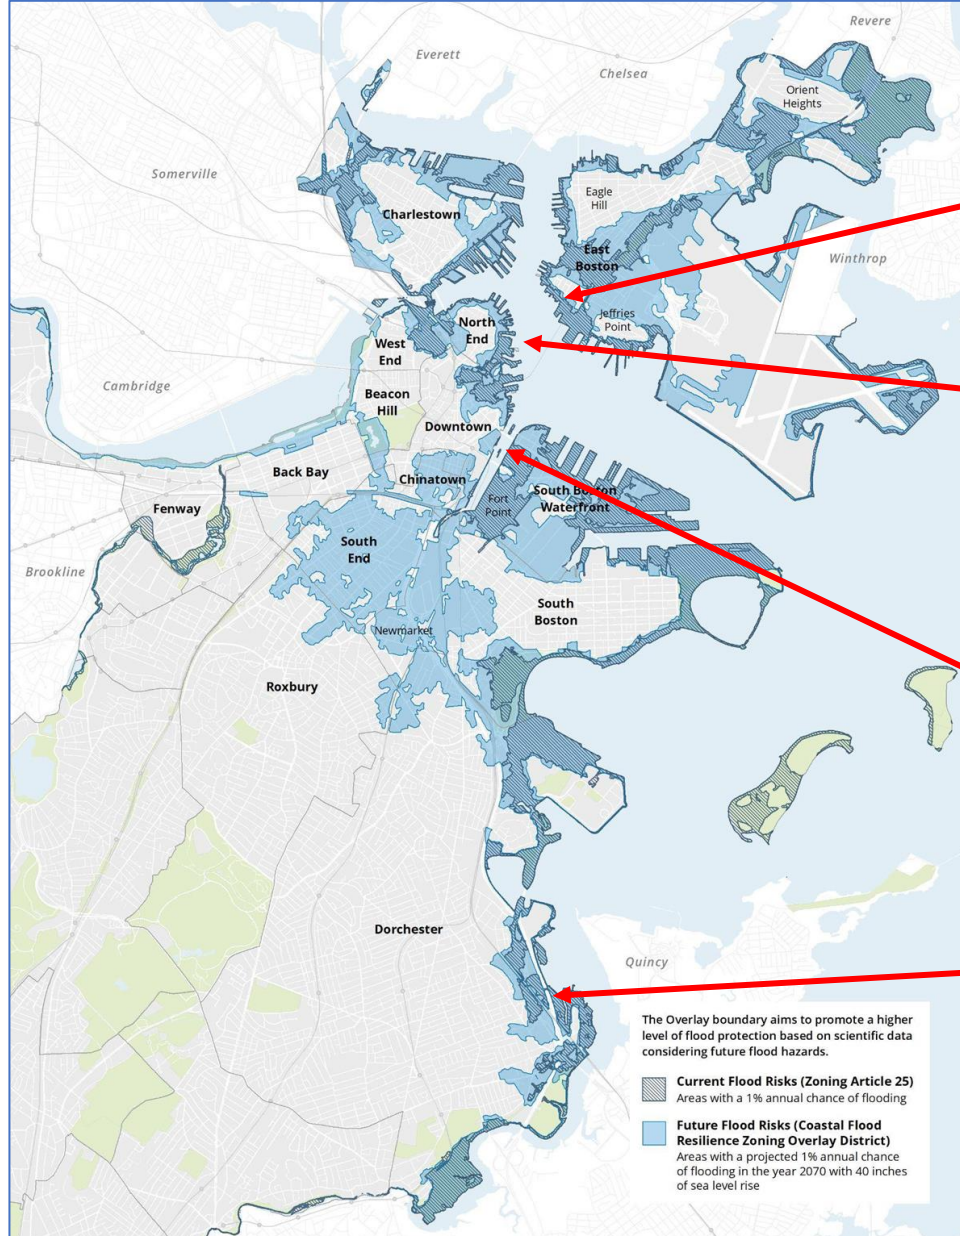 Revere
Everett
Chelsea
Orient
Heights
Somerville
Eagle
Hill
Charlestown
East
Boston
Winthrop
Jeffries
Point
North
End
West
End
Cambridge
Beacon
Hill
Downtown
Back Bay
Chinatown
Fort
Point
South Boston
Waterfront
Fenway
South
End
Brookline
South
Boston
Newmarket
Roxbury
Dorchester
Quincy
The Overlay boundary aims to promote a higher
level of flood protection based on scientific data
considering future flood hazards.
Current Flood Risks (Zoning Article 25)
Areas with a 1% annual chance of flooding
Future Flood Risks (Coastal Flood
Resilience Zoning Overlay District)
Areas with a projected 1% annual chance
of flooding in the year 2070 with 40 inches
of sea level rise